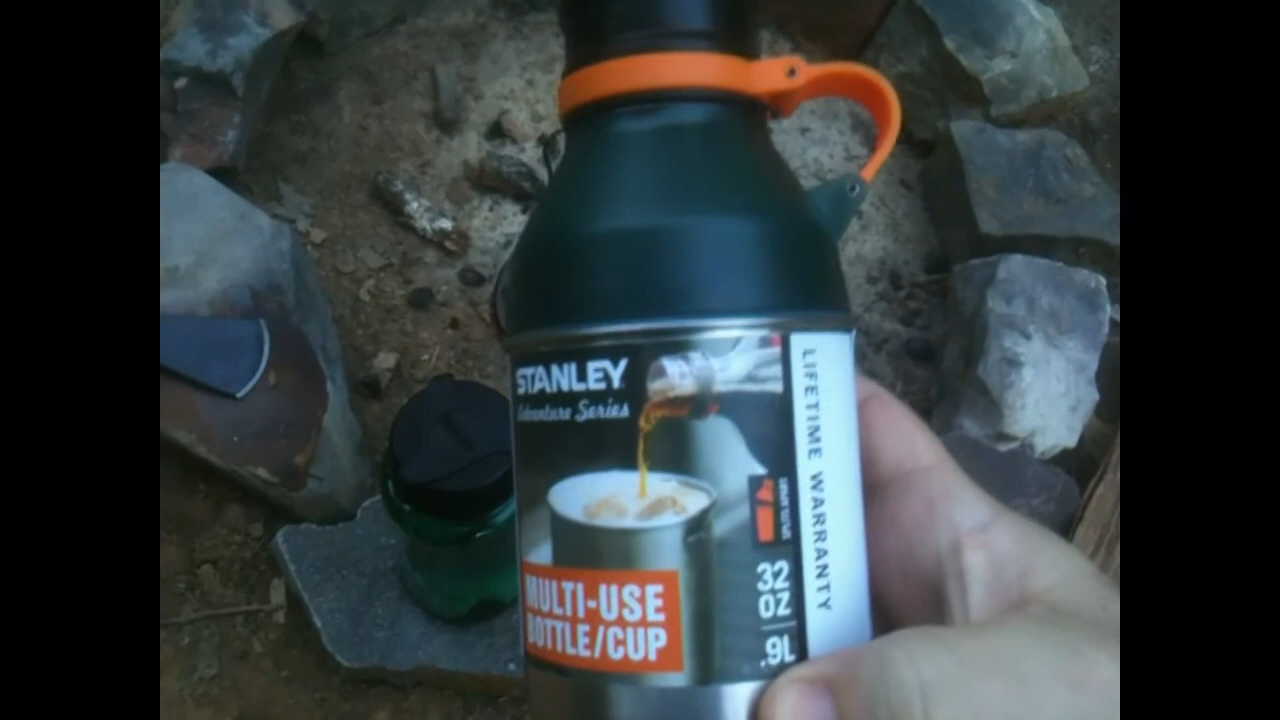 STANLEY
Adventure Series
LIFETIME WARRANTY
32
OZ
.9L
MULTI-USE
BOTTLE/CUP